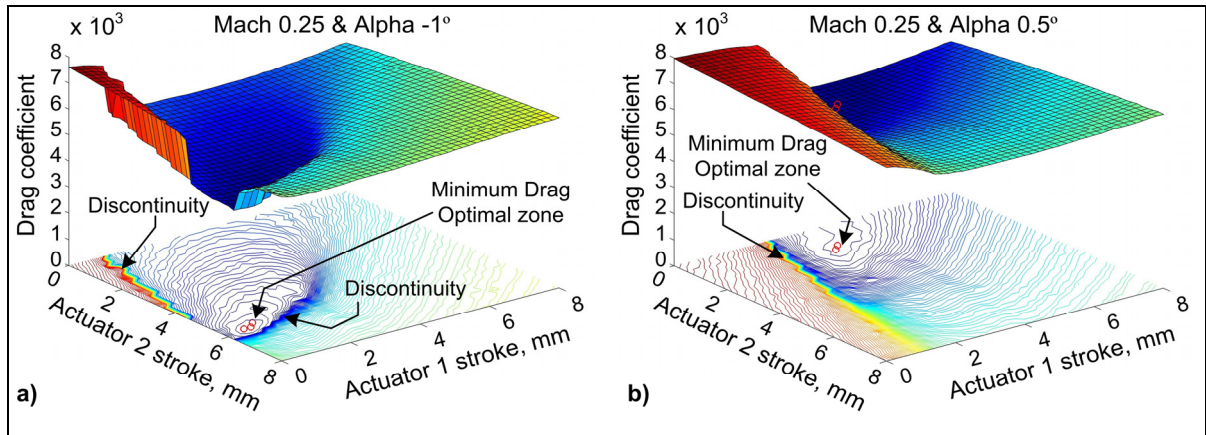 x 10³
Mach 0.25 & Alpha -1º
Drag coefficient
8
7
6
5
4
3
2
1
0
Discontinuity
Minimum Drag
Optimal zone
Discontinuity
0
2
4
6
8
Actuator 2 stroke, mm
0
2
4
6
8
Actuator 1 stroke, mm
a)
x 10³
Mach 0.25 & Alpha 0.5º
Drag coefficient
8
7
6
5
4
3
2
1
0
Minimum Drag
Optimal zone
Discontinuity
0
2
4
6
8
Actuator 2 stroke, mm
0
2
4
6
8
Actuator 1 stroke, mm
b)